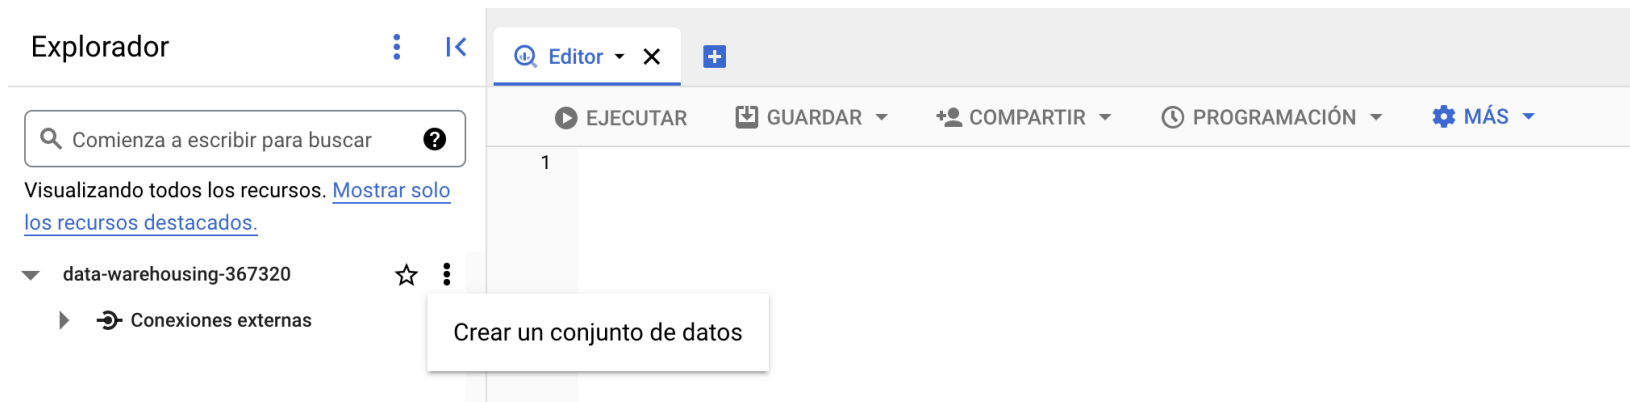 Explorador
Editor
EJECUTAR
GUARDAR
COMPARTIR
PROGRAMACIÓN
MÁS
Comienza a escribir para buscar
1
Visualizando todos los recursos. Mostrar solo
los recursos destacados.
data-warehousing-367320
Conexiones externas
Crear un conjunto de datos